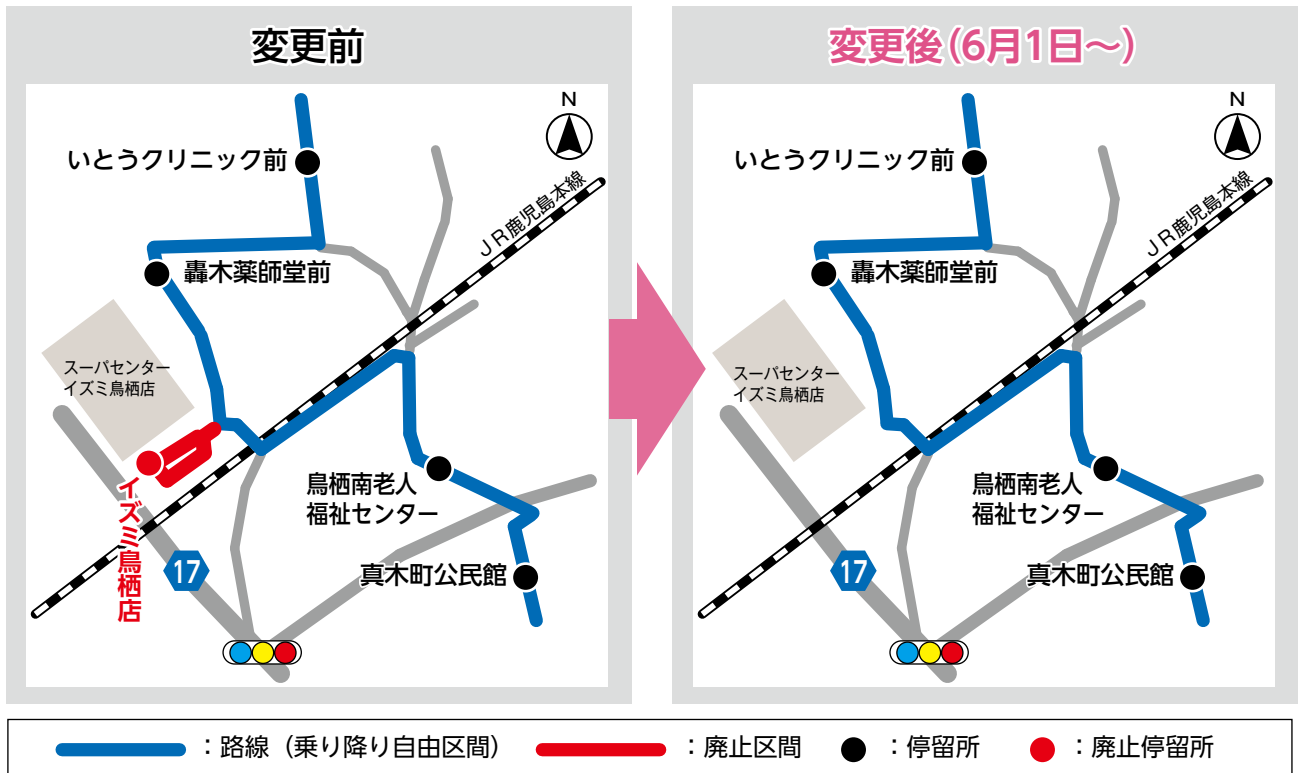 変更前
N
いとうクリニック前
JR鹿児島本線
轟木薬師堂前
スーパセンター
イズミ鳥栖店
イズミ鳥栖店
鳥栖南老人
福祉センター
17
真木町公民館
変更後(6月1日～)
N
いとうクリニック前
JR鹿児島本線
轟木薬師堂前
スーパセンター
イズミ鳥栖店
鳥栖南老人
福祉センター
17
真木町公民館
：路線（乗り降り自由区間） ：廃止区間 ：停留所 ：廃止停留所